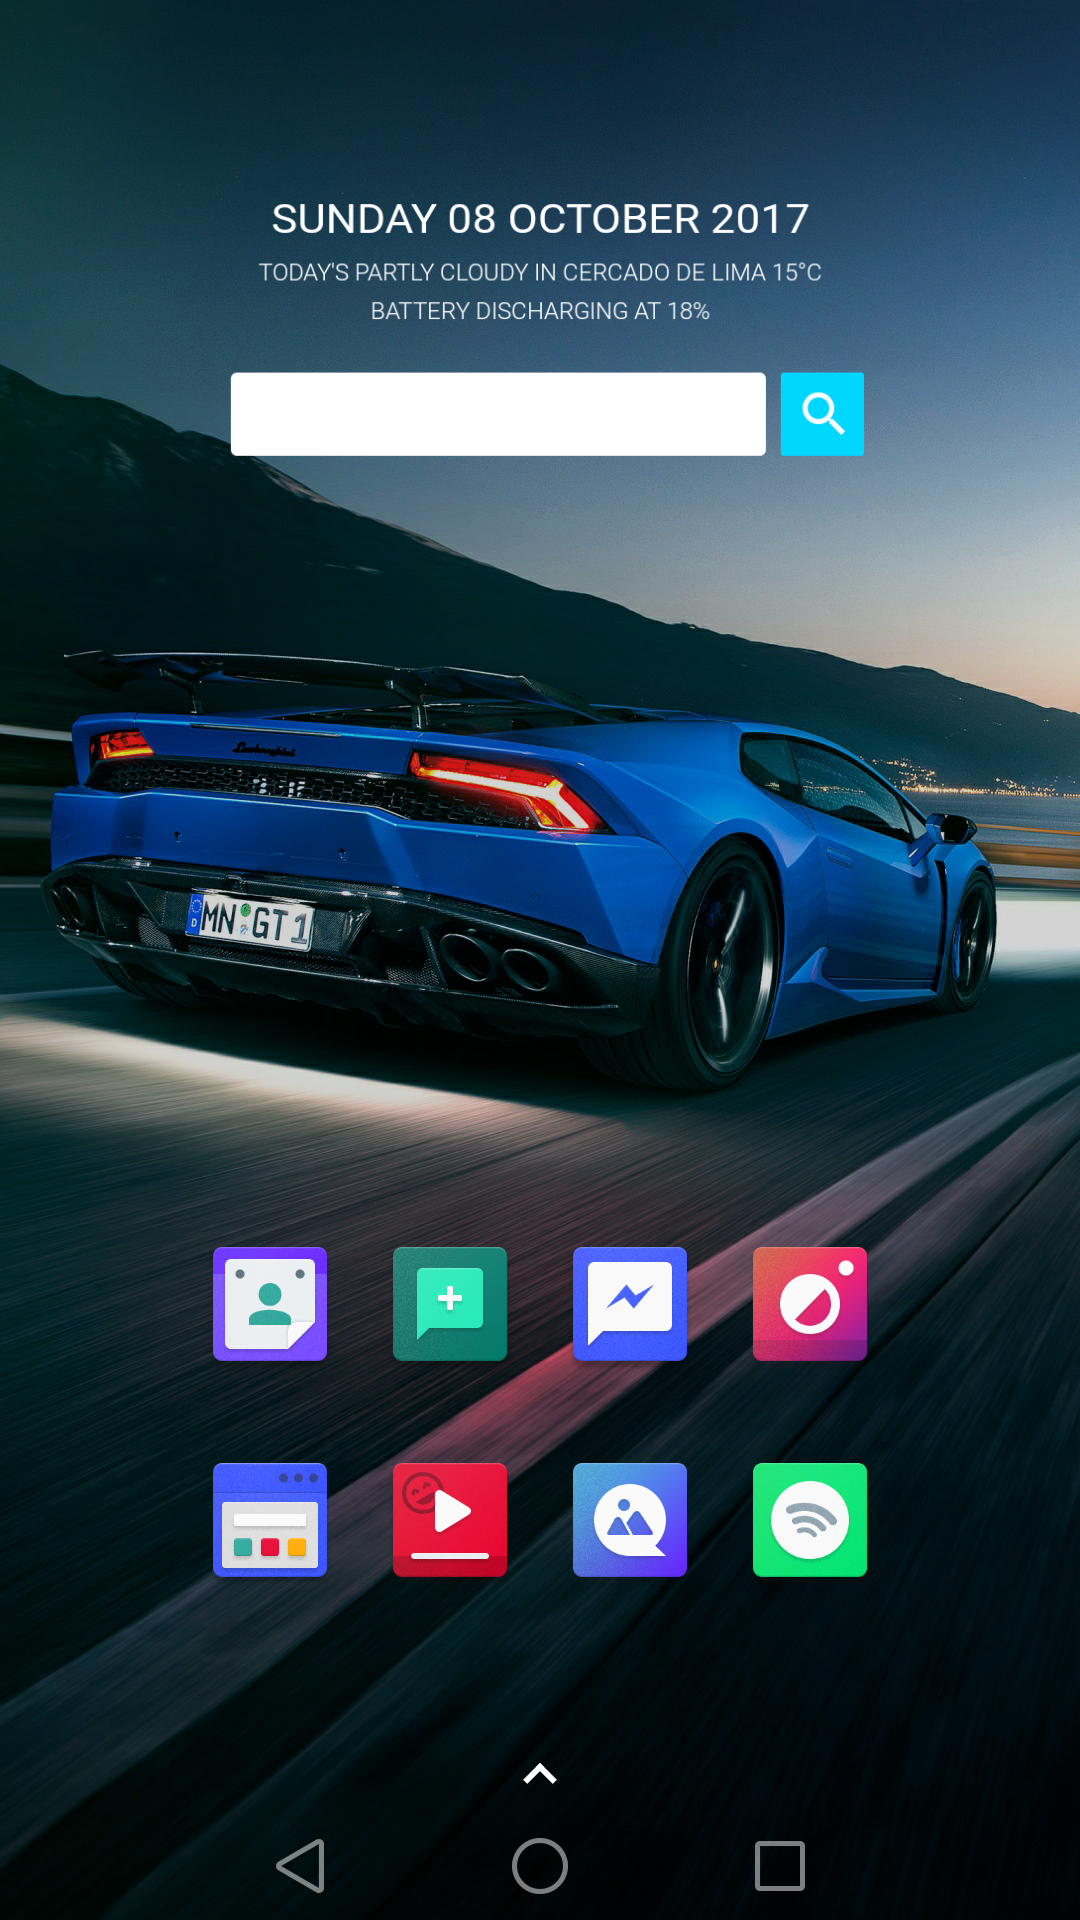 SUNDAY 08 OCTOBER 2017
TODAY'S PARTLY CLOUDY IN CERCADO DE LIMA 15°C
BATTERY DISCHARGING AT 18%
Lamborghini
D MN GT 1